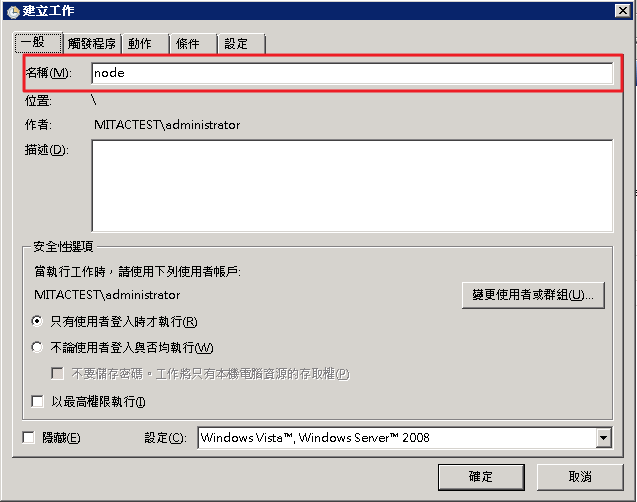 建立工作
一般 觸發程序 動作 條件 設定
名稱(M): node
位置: \
作者: MITACTEST\administrator
描述(D):
安全性選項
當執行工作時，請使用下列使用者帳戶:
MITACTEST\administrator
變更使用者或群組(U)...
只有使用者登入時才執行(R)
不論使用者登入與否均執行(W)
不要儲存密碼。工作將只有本機電腦資源的存取權(P)
以最高權限執行(I)
隱藏(E) 設定(C): Windows Vista™, Windows Server™ 2008
確定 取消